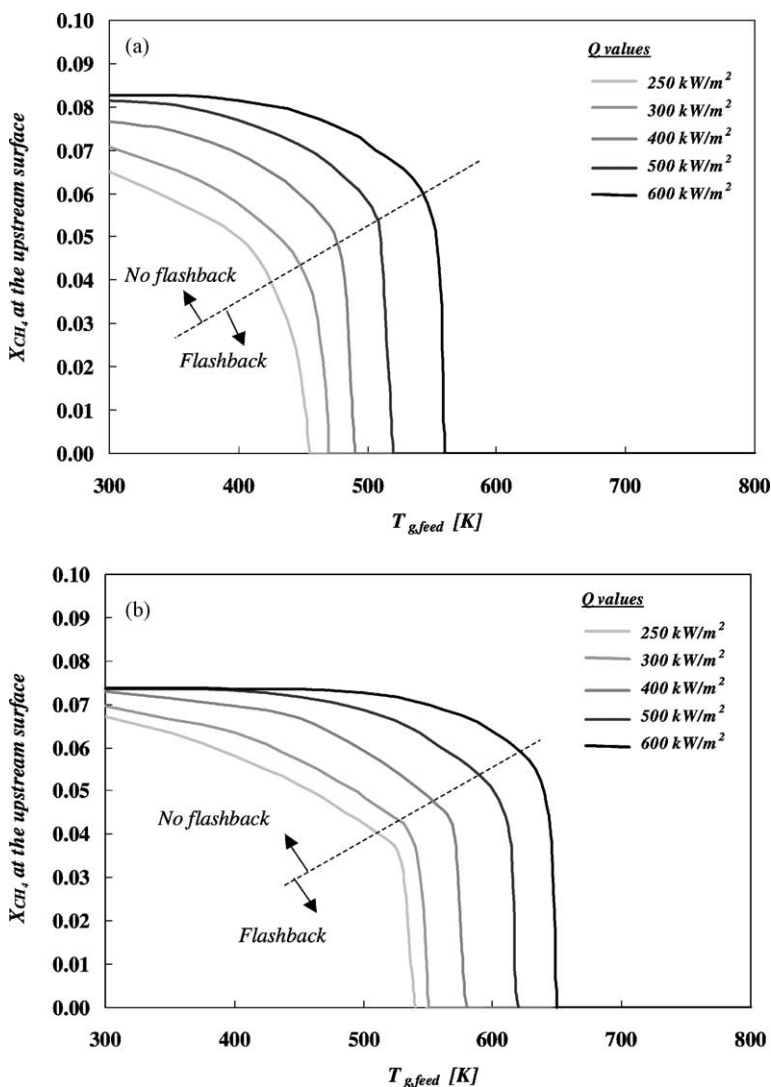 (a)
Q values
250 kW/m²
300 kW/m²
400 kW/m²
500 kW/m²
600 kW/m²
0.10
0.09
0.08
0.07
0.06
0.05
0.04
0.03
0.02
0.01
0.00
X_CH₄ at the upstream surface
No flashback
Flashback
300 400 500 600 700 800
T_g,feed [K]
(b)
Q values
250 kW/m²
300 kW/m²
400 kW/m²
500 kW/m²
600 kW/m²
0.10
0.09
0.08
0.07
0.06
0.05
0.04
0.03
0.02
0.01
0.00
X_CH₄ at the upstream surface
No flashback
Flashback
300 400 500 600 700 800
T_g,feed [K]